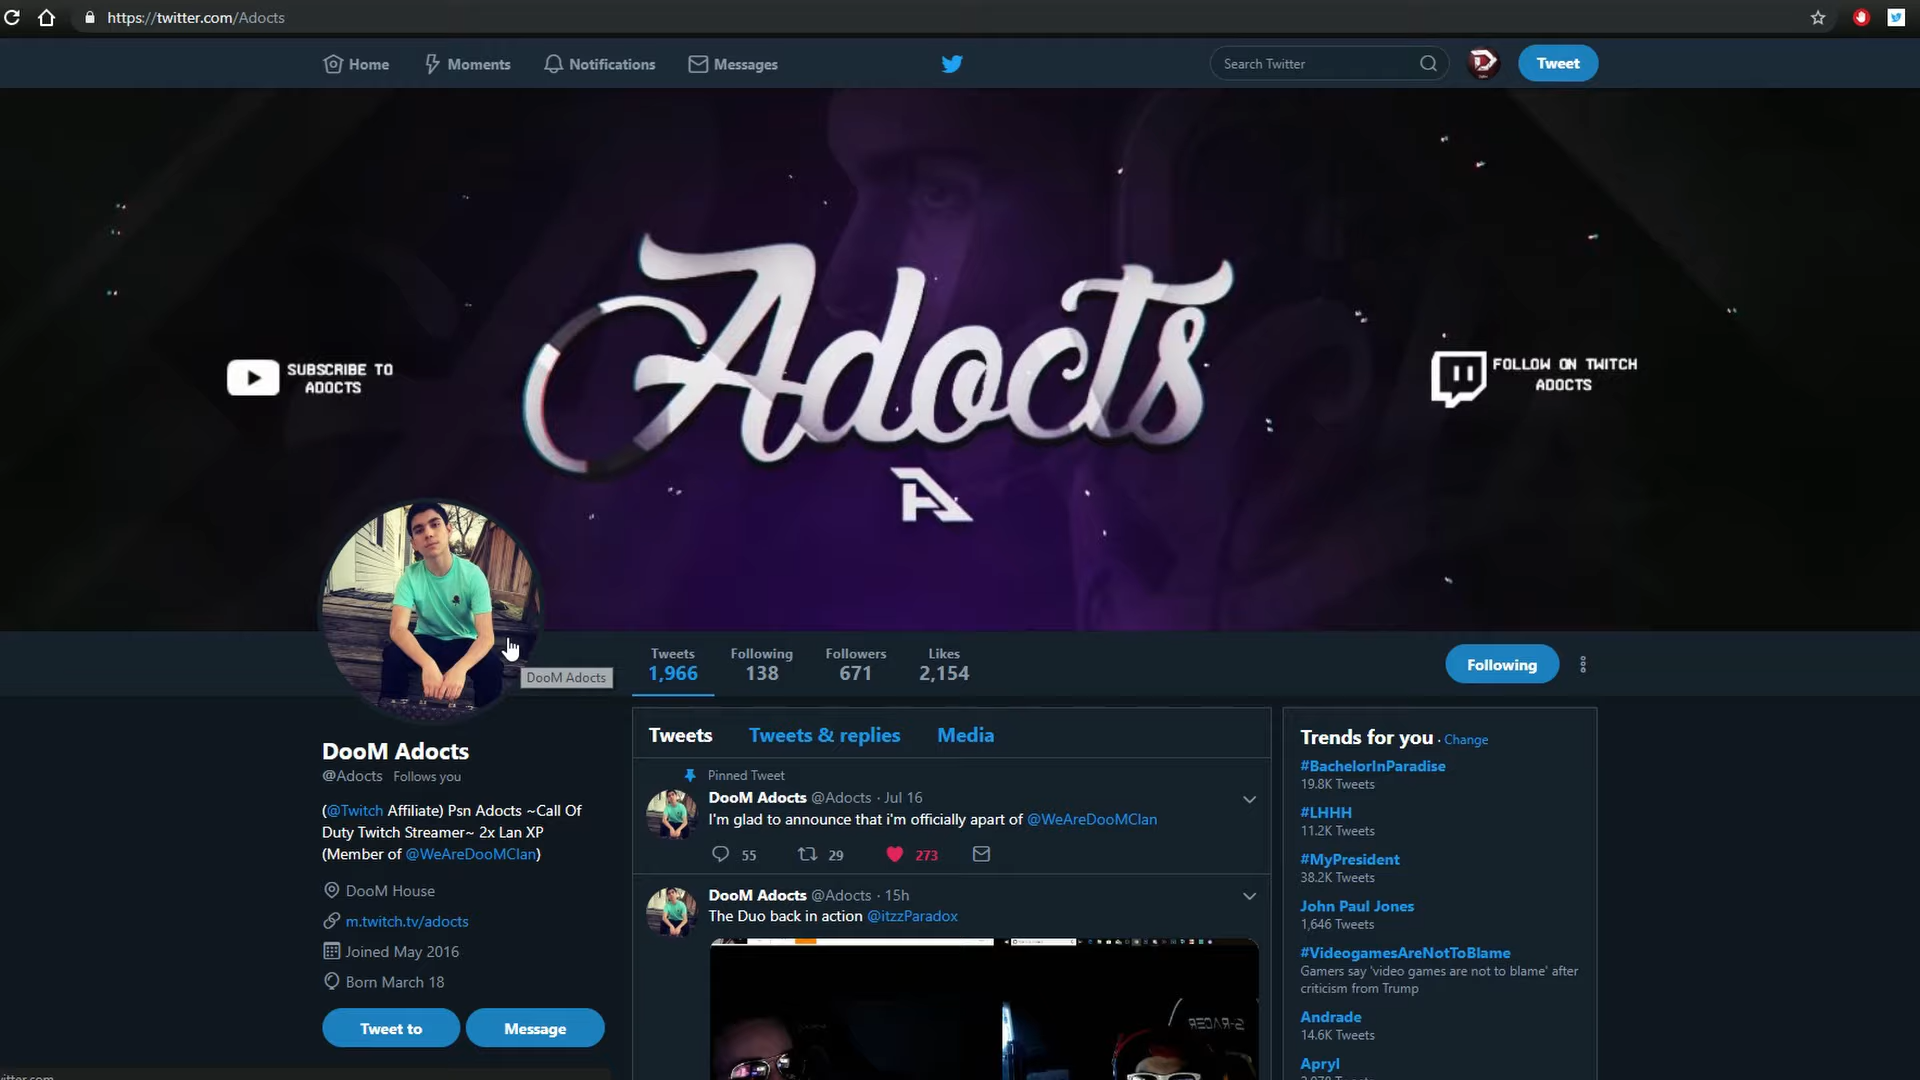 https://twitter.com/Adocts
Home
Moments
Notifications
Messages
Search Twitter
Tweet
Adocts
SUBSCRIBE TO
ADOCTS
FOLLOW ON TWITCH
ADOCTS
DooM Adocts
Tweets
1,966
Following
138
Followers
671
Likes
2,154
Following
DooM Adocts
@Adocts Follows you
(@Twitch Affiliate) Psn Adocts ~Call Of
Duty Twitch Streamer~ 2x Lan XP
(Member of @WeAreDooMClan)
DooM House
m.twitch.tv/adocts
Joined May 2016
Born March 18
Tweet to
Message
Tweets
Tweets & replies
Media
Pinned Tweet
DooM Adocts @Adocts · Jul 16
I'm glad to announce that i'm officially apart of @WeAreDooMClan
55
29
273
DooM Adocts @Adocts · 15h
The Duo back in action @itzzParadox
Trends for you · Change
#BachelorInParadise
19.8K Tweets
#LHHH
11.2K Tweets
#MyPresident
38.2K Tweets
John Paul Jones
1,646 Tweets
#VideogamesAreNotToBlame
Gamers say 'video games are not to blame' after
criticism from Trump
Andrade
14.6K Tweets
Apryl